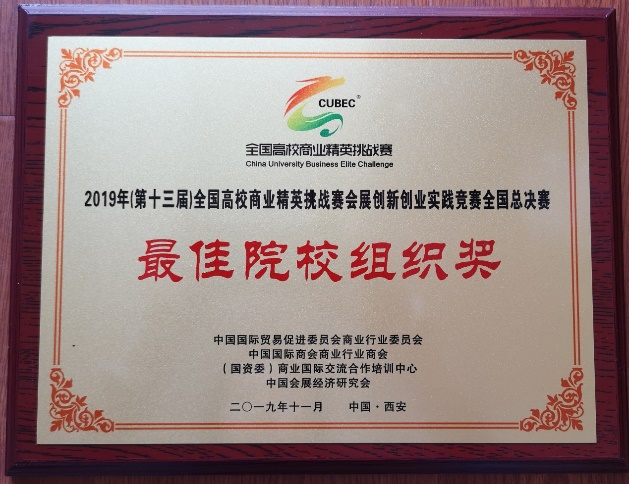 CUBEC®
全国高校商业精英挑战赛
China University Business Elite Challenge
2019年(第十三届)全国高校商业精英挑战赛会展创新创业实践竞赛全国总决赛
最佳院校组织奖
中国国际贸易促进委员会商业行业委员会
中国国际商会商业行业商会
（国资委）商业国际交流合作培训中心
中国会展经济研究会
二〇一九年十一月 中国·西安